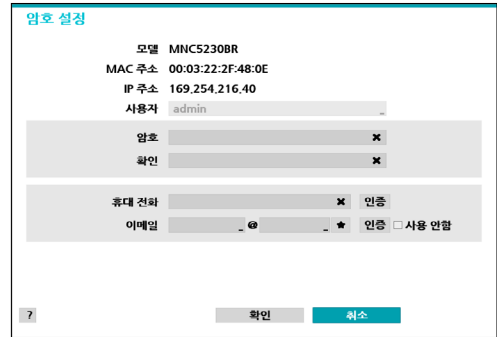 암호 설정
모델 MNC5230BR
MAC 주소 00:03:22:2F:48:0E
IP 주소 169.254.216.40
사용자 admin
암호
확인
휴대 전화 인증
이메일 @ 인증 사용 안함
? 확인 취소